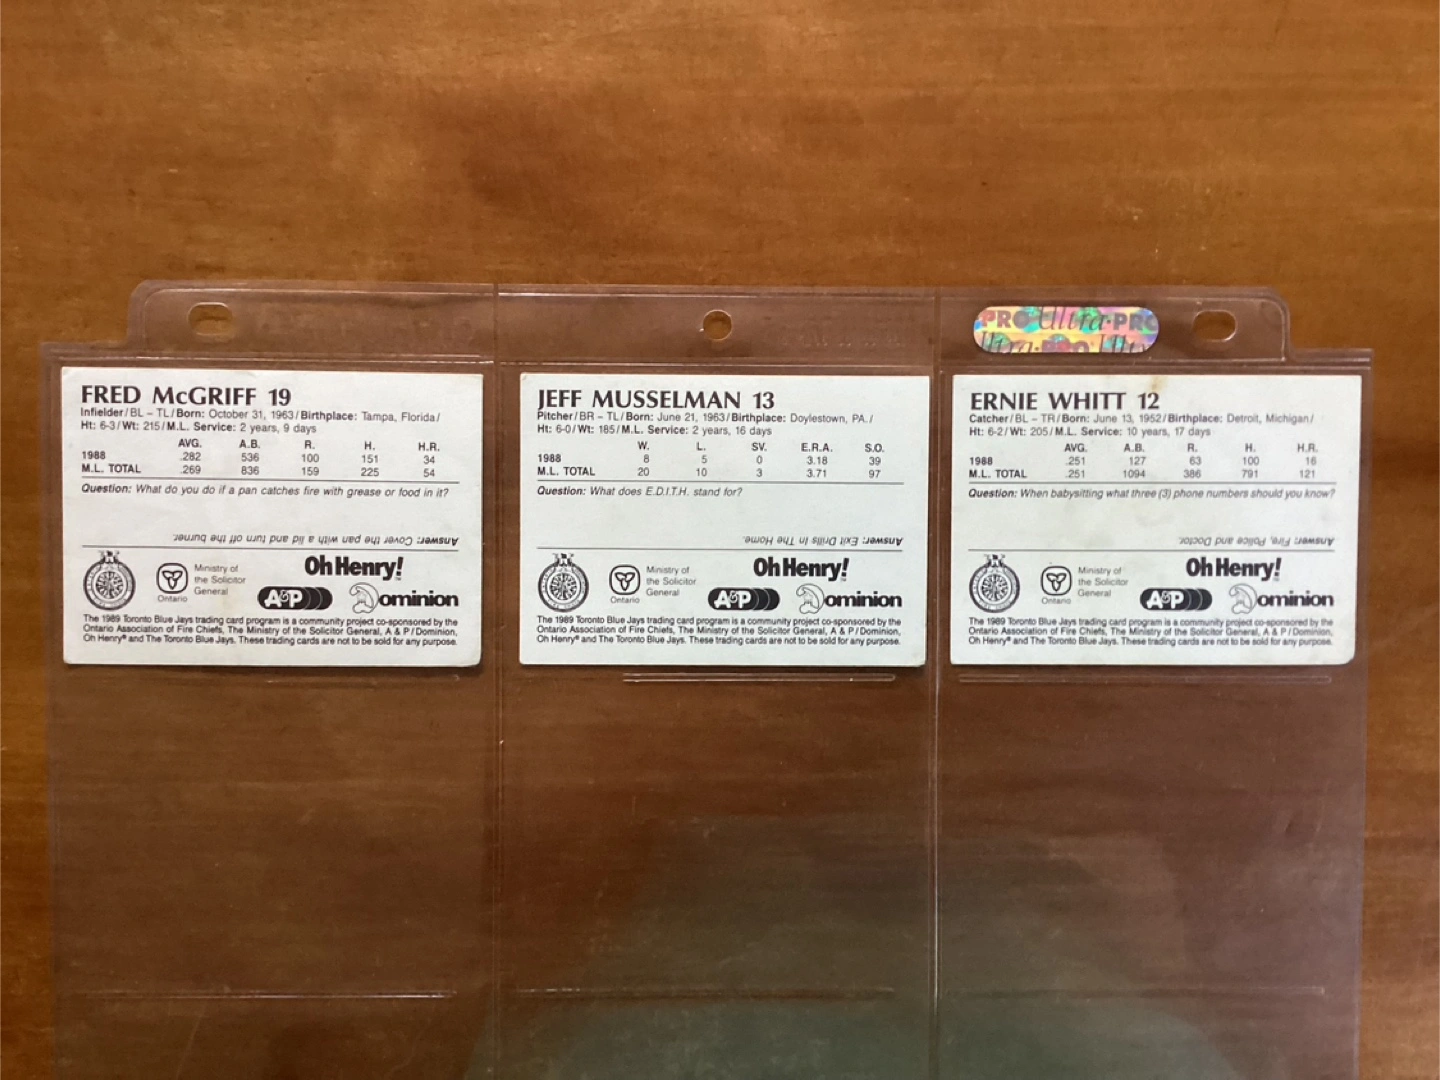 PRO Ultra·PRO
Ultra·PRO Ultra
FRED McGRIFF 19
Infielder/BL – TL/Born: October 31, 1963/Birthplace: Tampa, Florida/
Ht: 6-3/Wt: 215/M.L. Service: 2 years, 9 days
AVG. A.B. R. H. H.R.
1988 .282 536 100 151 34
M.L. TOTAL .269 836 159 225 54
Question: What do you do if a pan catches fire with grease or food in it?
Answer: Cover the pan with a lid and turn off the burner.
Ontario
Ministry of
the Solicitor
General
Oh Henry!
A&P
Dominion
The 1989 Toronto Blue Jays trading card program is a community project co-sponsored by the
Ontario Association of Fire Chiefs, The Ministry of the Solicitor General, A & P/Dominion,
Oh Henry® and The Toronto Blue Jays. These trading cards are not to be sold for any purpose.
JEFF MUSSELMAN 13
Pitcher/BR – TL/Born: June 21, 1963/Birthplace: Doylestown, PA./
Ht: 6-0/Wt: 185/M.L. Service: 2 years, 16 days
W. L. SV. E.R.A. S.O.
1988 8 5 0 3.18 39
M.L. TOTAL 20 10 3 3.71 97
Question: What does E.D.I.T.H. stand for?
Answer: Exit Drills In The Home.
Ontario
Ministry of
the Solicitor
General
Oh Henry!
A&P
Dominion
The 1989 Toronto Blue Jays trading card program is a community project co-sponsored by the
Ontario Association of Fire Chiefs, The Ministry of the Solicitor General, A & P/Dominion,
Oh Henry® and The Toronto Blue Jays. These trading cards are not to be sold for any purpose.
ERNIE WHITT 12
Catcher/BL – TR/Born: June 13, 1952/Birthplace: Detroit, Michigan/
Ht: 6-2/Wt: 205/M.L. Service: 10 years, 17 days
AVG. A.B. R. H. H.R.
1988 .251 127 63 100 16
M.L. TOTAL .251 1094 386 791 121
Question: When babysitting what three (3) phone numbers should you know?
Answer: Fire, Police and Doctor.
Ontario
Ministry of
the Solicitor
General
Oh Henry!
A&P
Dominion
The 1989 Toronto Blue Jays trading card program is a community project co-sponsored by the
Ontario Association of Fire Chiefs, The Ministry of the Solicitor General, A & P/Dominion,
Oh Henry® and The Toronto Blue Jays. These trading cards are not to be sold for any purpose.